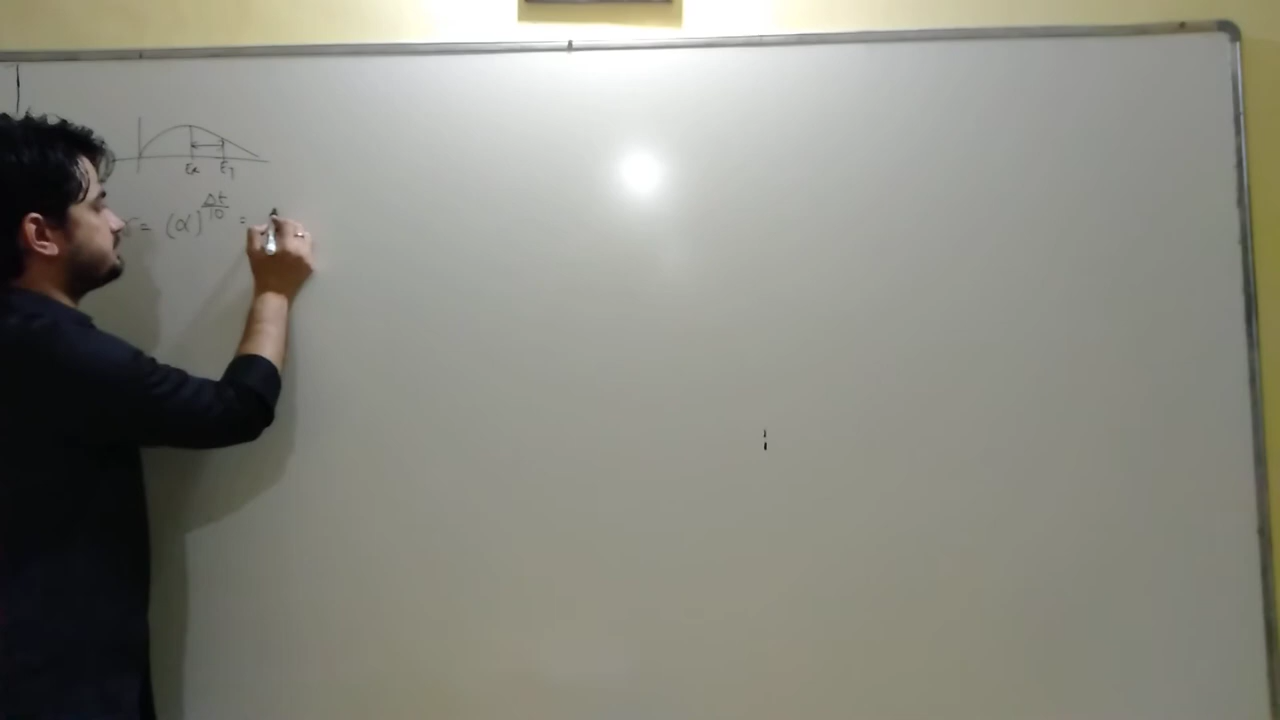 Ea E1
r = (α)^(Δt/10) =